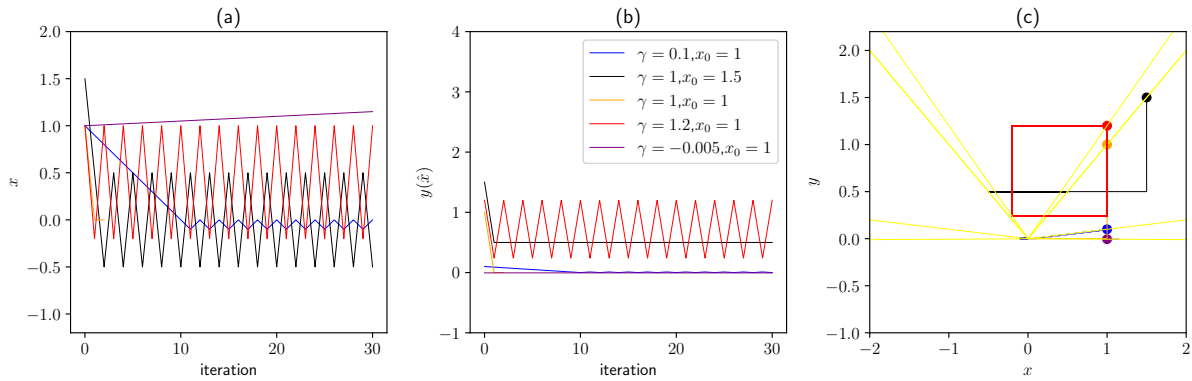 (a)
2.0
1.5
1.0
0.5
0.0
−0.5
−1.0
x
0
10
20
30
iteration
(b)
4
3
2
1
0
−1
y(x̂)
γ = 0.1,x₀ = 1
γ = 1,x₀ = 1.5
γ = 1,x₀ = 1
γ = 1.2,x₀ = 1
γ = −0.005,x₀ = 1
0
10
20
30
iteration
(c)
2.0
1.5
1.0
0.5
0.0
−0.5
−1.0
y
−2
−1
0
1
2
x